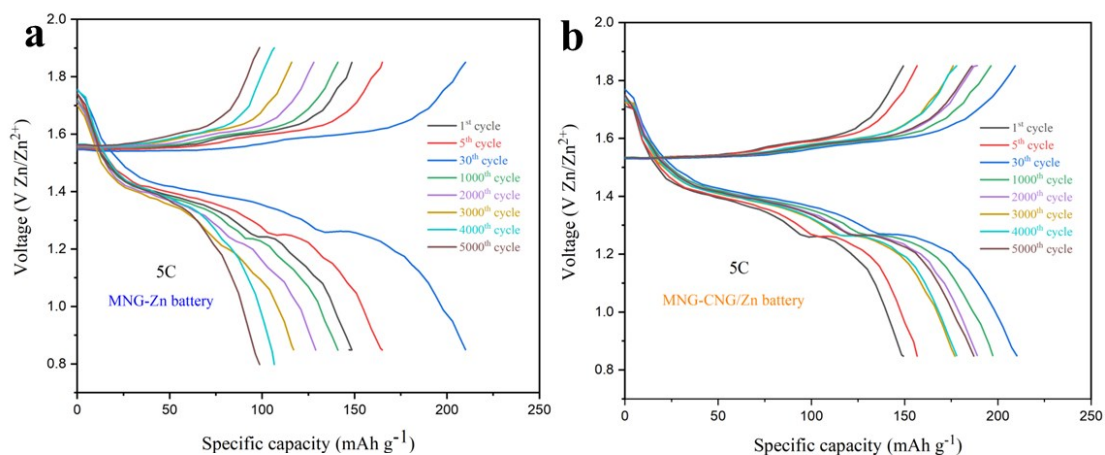 a
2.0
1.8
1.6
1.4
1.2
1.0
0.8
Voltage (V Zn/Zn²⁺)
1ˢᵗ cycle
5ᵗʰ cycle
30ᵗʰ cycle
1000ᵗʰ cycle
2000ᵗʰ cycle
3000ᵗʰ cycle
4000ᵗʰ cycle
5000ᵗʰ cycle
5C
MNG-Zn battery
0 50 100 150 200 250
Specific capacity (mAh g⁻¹)
b
2.0
1.8
1.6
1.4
1.2
1.0
0.8
Voltage (V Zn/Zn²⁺)
1ˢᵗ cycle
5ᵗʰ cycle
30ᵗʰ cycle
1000ᵗʰ cycle
2000ᵗʰ cycle
3000ᵗʰ cycle
4000ᵗʰ cycle
5000ᵗʰ cycle
5C
MNG-CNG/Zn battery
0 50 100 150 200 250
Specific capacity (mAh g⁻¹)